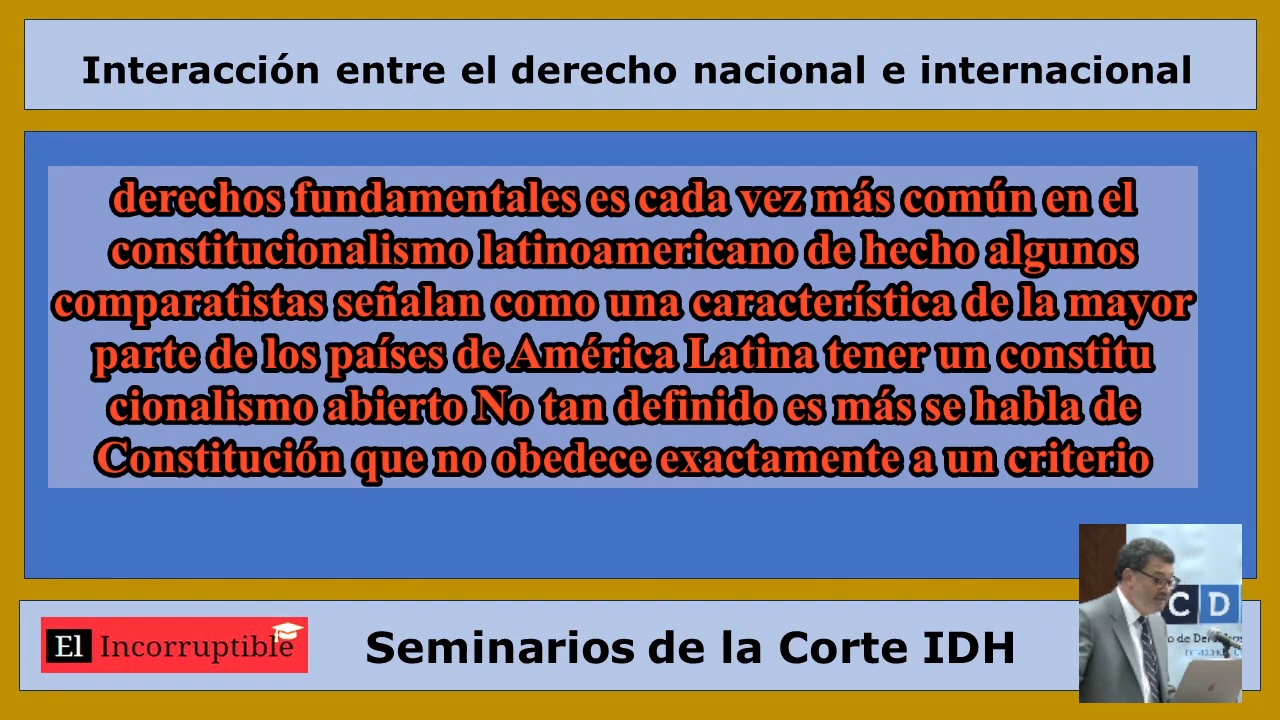 Interacción entre el derecho nacional e internacional
derechos fundamentales es cada vez más común en el
constitucionalismo latinoamericano de hecho algunos
comparatistas señalan como una característica de la mayor
parte de los países de América Latina tener un constitu
cionalismo abierto No tan definido es más se habla de
Constitución que no obedece exactamente a un criterio
C D
El Incorruptible
Seminarios de la Corte IDH